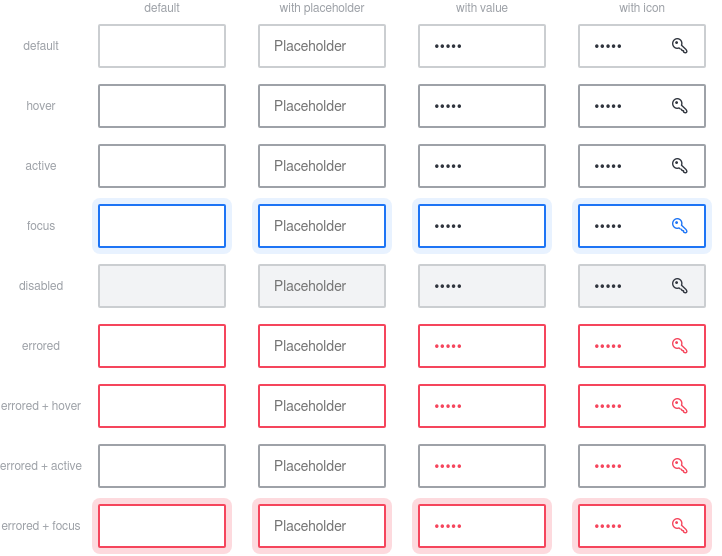 default with placeholder with value with icon
default Placeholder ••••• •••••
hover Placeholder ••••• •••••
active Placeholder ••••• •••••
focus Placeholder ••••• •••••
disabled Placeholder ••••• •••••
errored Placeholder ••••• •••••
errored + hover Placeholder ••••• •••••
errored + active Placeholder ••••• •••••
errored + focus Placeholder ••••• •••••